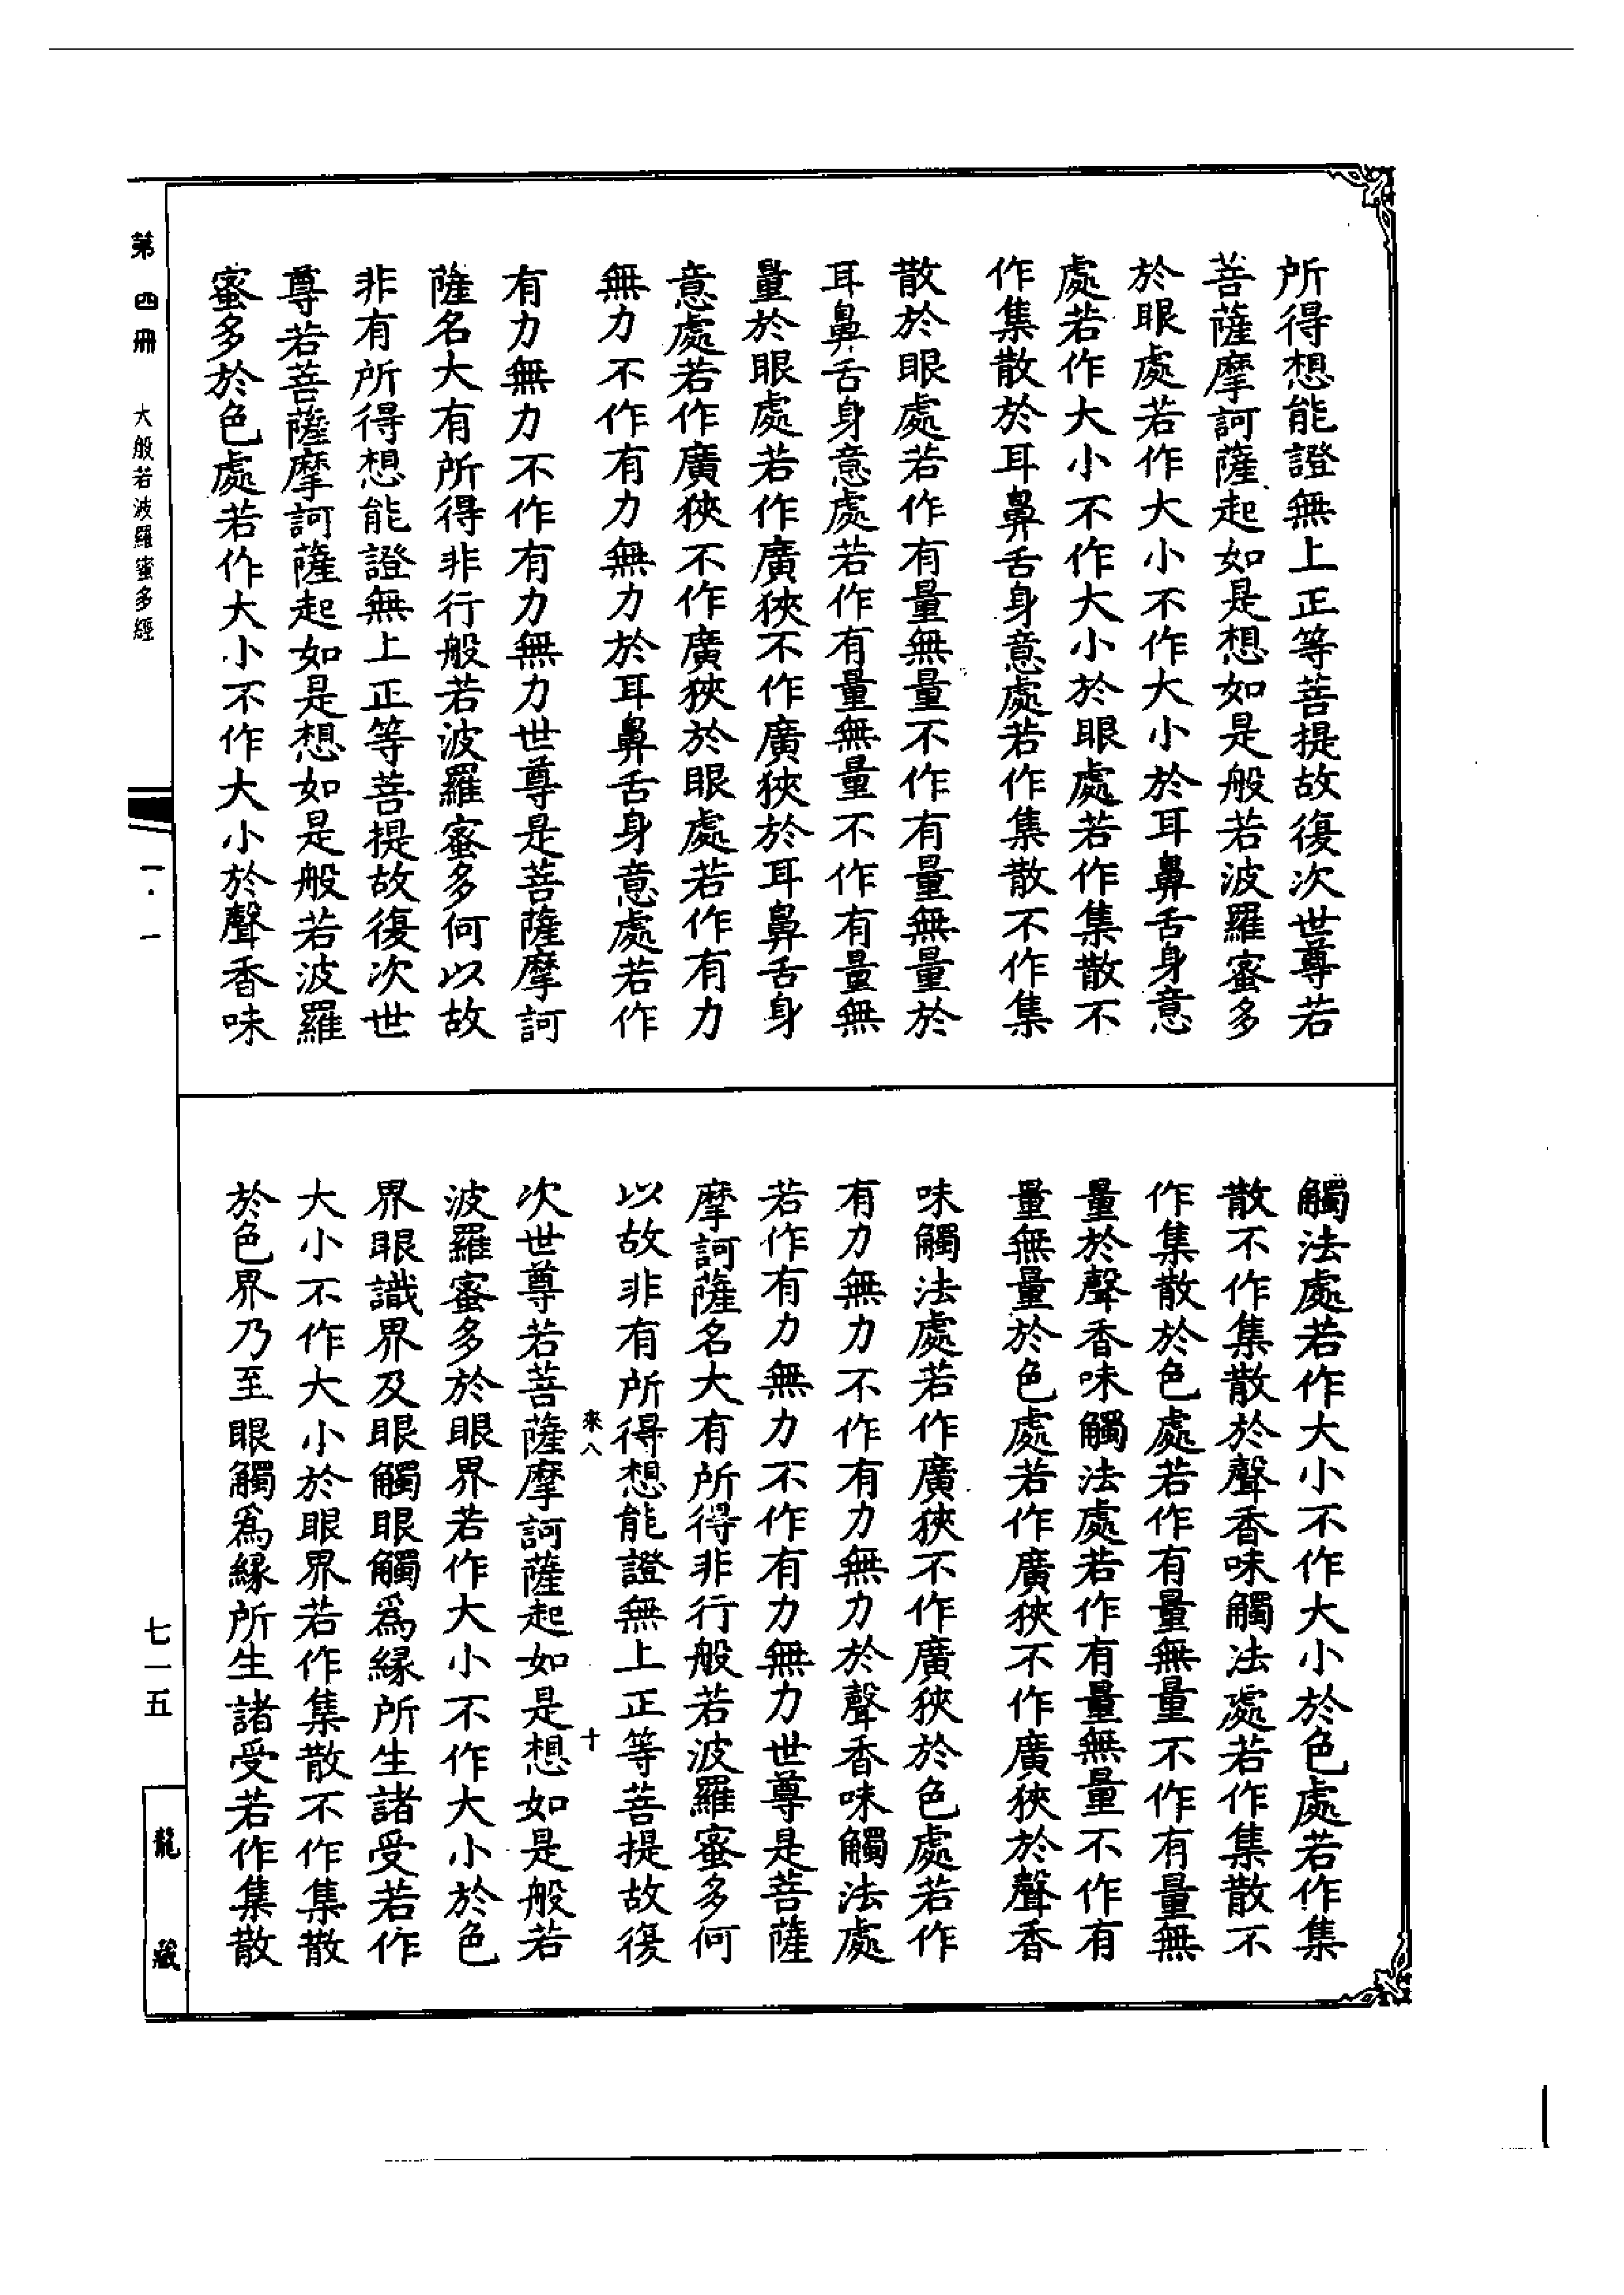 所得想能證無上正等菩提故復次世尊若
菩薩摩訶薩起如是想如是般若波羅蜜多
於眼處若作大小不作大小於耳鼻舌身意
處若作大小不作大小於眼處若作集散不
作集散於耳鼻舌身意處若作集散不作集
散於眼處若作有量無量不作有量無量於
耳鼻舌身意處若作有量無量不作有量無
量於眼處若作廣狹不作廣狹於耳鼻舌身
意處若作廣狹不作廣狹於眼處若作有力
無力不作有力無力於耳鼻舌身意處若作
有力無力不作有力無力世尊是菩薩摩訶
薩名大有所得非行般若波羅蜜多何以故
非有所得想能證無上正等菩提故復次世
尊若菩薩摩訶薩起如是想如是般若波羅
蜜多於色處若作大小不作大小於聲香味
觸法處若作大小不作大小於色處若作集
散不作集散於聲香味觸法處若作集散不
作集散於色處若作有量無量不作有量無
量於聲香味觸法處若作有量無量不作有
量無量於色處若作廣狹不作廣狹於聲香
味觸法處若作廣狹不作廣狹於色處若作
有力無力不作有力無力於聲香味觸法處
若作有力無力不作有力無力世尊是菩薩
摩訶薩名大有所得非行般若波羅蜜多何
以故非有所得想能證無上正等菩提故復
來八 十
次世尊若菩薩摩訶薩起如是想如是般若
波羅蜜多於眼界若作大小不作大小於色
界眼識界及眼觸眼觸為緣所生諸受若作
大小不作大小於眼界若作集散不作集散
於色界乃至眼觸為緣所生諸受若作集散
第四冊 大般若波羅蜜多經 一·一
七一五
龍藏